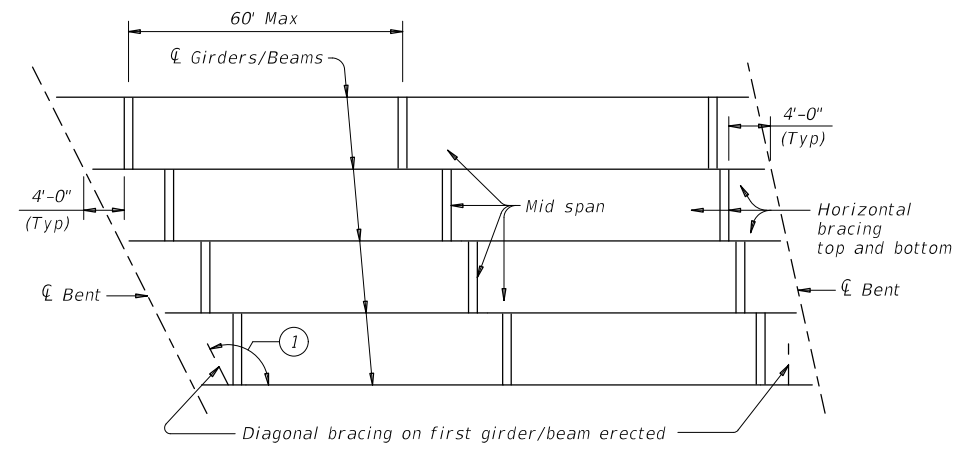 60' Max
℄ Girders/Beams
4'-0"
(Typ)
4'-0"
(Typ)
Mid span
Horizontal
bracing
top and bottom
℄ Bent
℄ Bent
1
Diagonal bracing on first girder/beam erected